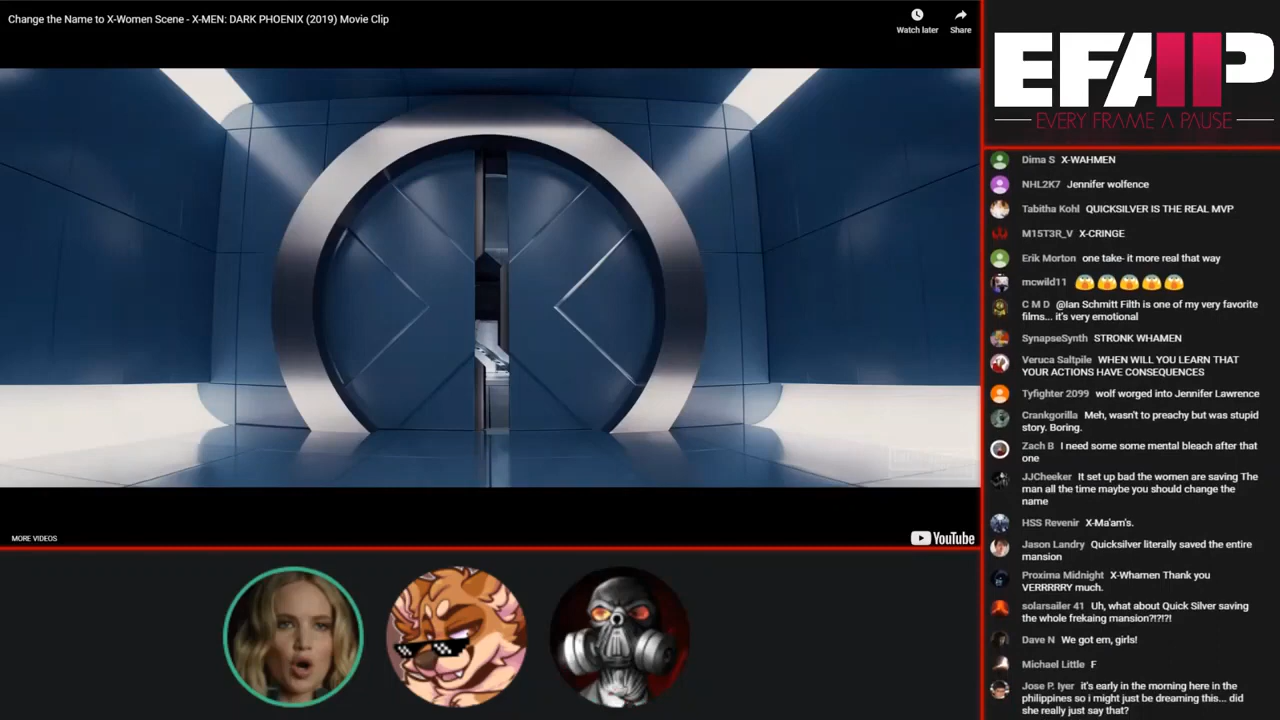 Change the Name to X-Women Scene - X-MEN: DARK PHOENIX (2019) Movie Clip
Watch later
Share
MORE VIDEOS
YouTube
EFAP
EVERY FRAME A PAUSE
Dima S X-WAHMEN
NHL2K7 Jennifer wolfence
Tabitha Kohl QUICKSILVER IS THE REAL MVP
M15T3R_V X-CRINGE
Erik Morton one take- it more real that way
mcwild11
C M D @Ian Schmitt Filth is one of my very favorite
films... it's very emotional
SynapseSynth STRONK WHAMEN
Veruca Saltpile WHEN WILL YOU LEARN THAT
YOUR ACTIONS HAVE CONSEQUENCES
Tyfighter 2099 wolf worged into Jennifer Lawrence
Crankgorilla Meh, wasn't to preachy but was stupid
story. Boring.
Zach B I need some some mental bleach after that
one
JJCheeker It set up bad the women are saving The
man all the time maybe you should change the
name
HSS Revenir X-Ma'am's.
Jason Landry Quicksilver literally saved the entire
mansion
Proxima Midnight X-Whamen Thank you
VERRRRRY much.
solarsailer 41 Uh, what about Quick Silver saving
the whole frekaing mansion?!?!?!
Dave N We got em, girls!
Michael Little F
Jose P. Iyer it's early in the morning here in the
philippines so i might just be dreaming this... did
she really just say that?